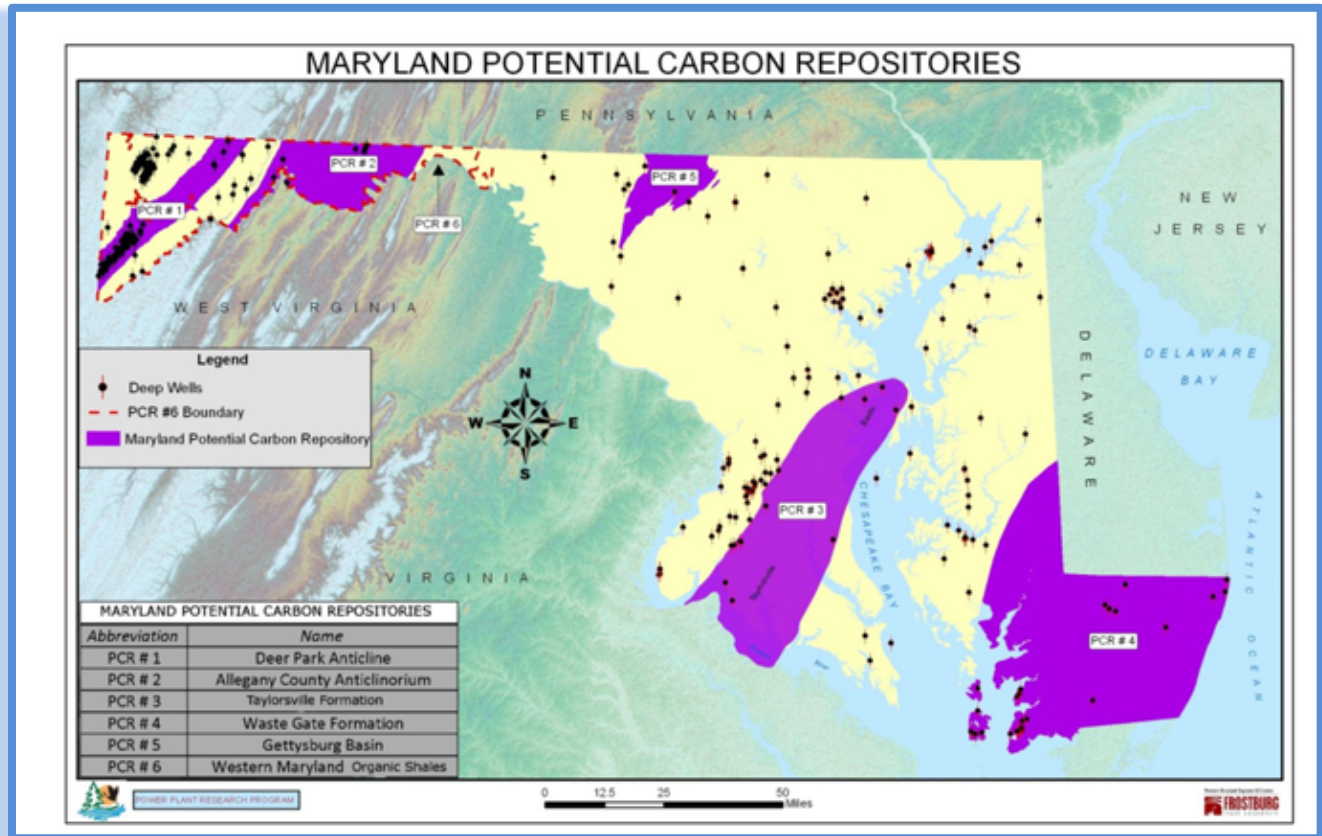 MARYLAND POTENTIAL CARBON REPOSITORIES
PENNSYLVANIA
PCR # 2
PCR # 5
PCR # 1
PCR # 6
NEW
JERSEY
WEST VIRGINIA
Legend
Deep Wells
PCR #6 Boundary
Maryland Potential Carbon Repository
N
W E
S
DELAWARE
DELAWARE
BAY
Basin
PCR # 3
CHESAPEAKE BAY
ATLANTIC OCEAN
VIRGINIA
Taylorsville
PCR # 4
River
MARYLAND POTENTIAL CARBON REPOSITORIES
Abbreviation Name
PCR # 1 Deer Park Anticline
PCR # 2 Allegany County Anticlinorium
PCR # 3 Taylorsville Formation
PCR # 4 Waste Gate Formation
PCR # 5 Gettysburg Basin
PCR # 6 Western Maryland Organic Shales
POWER PLANT RESEARCH PROGRAM
0 12.5 25 50
Miles
FROSTBURG